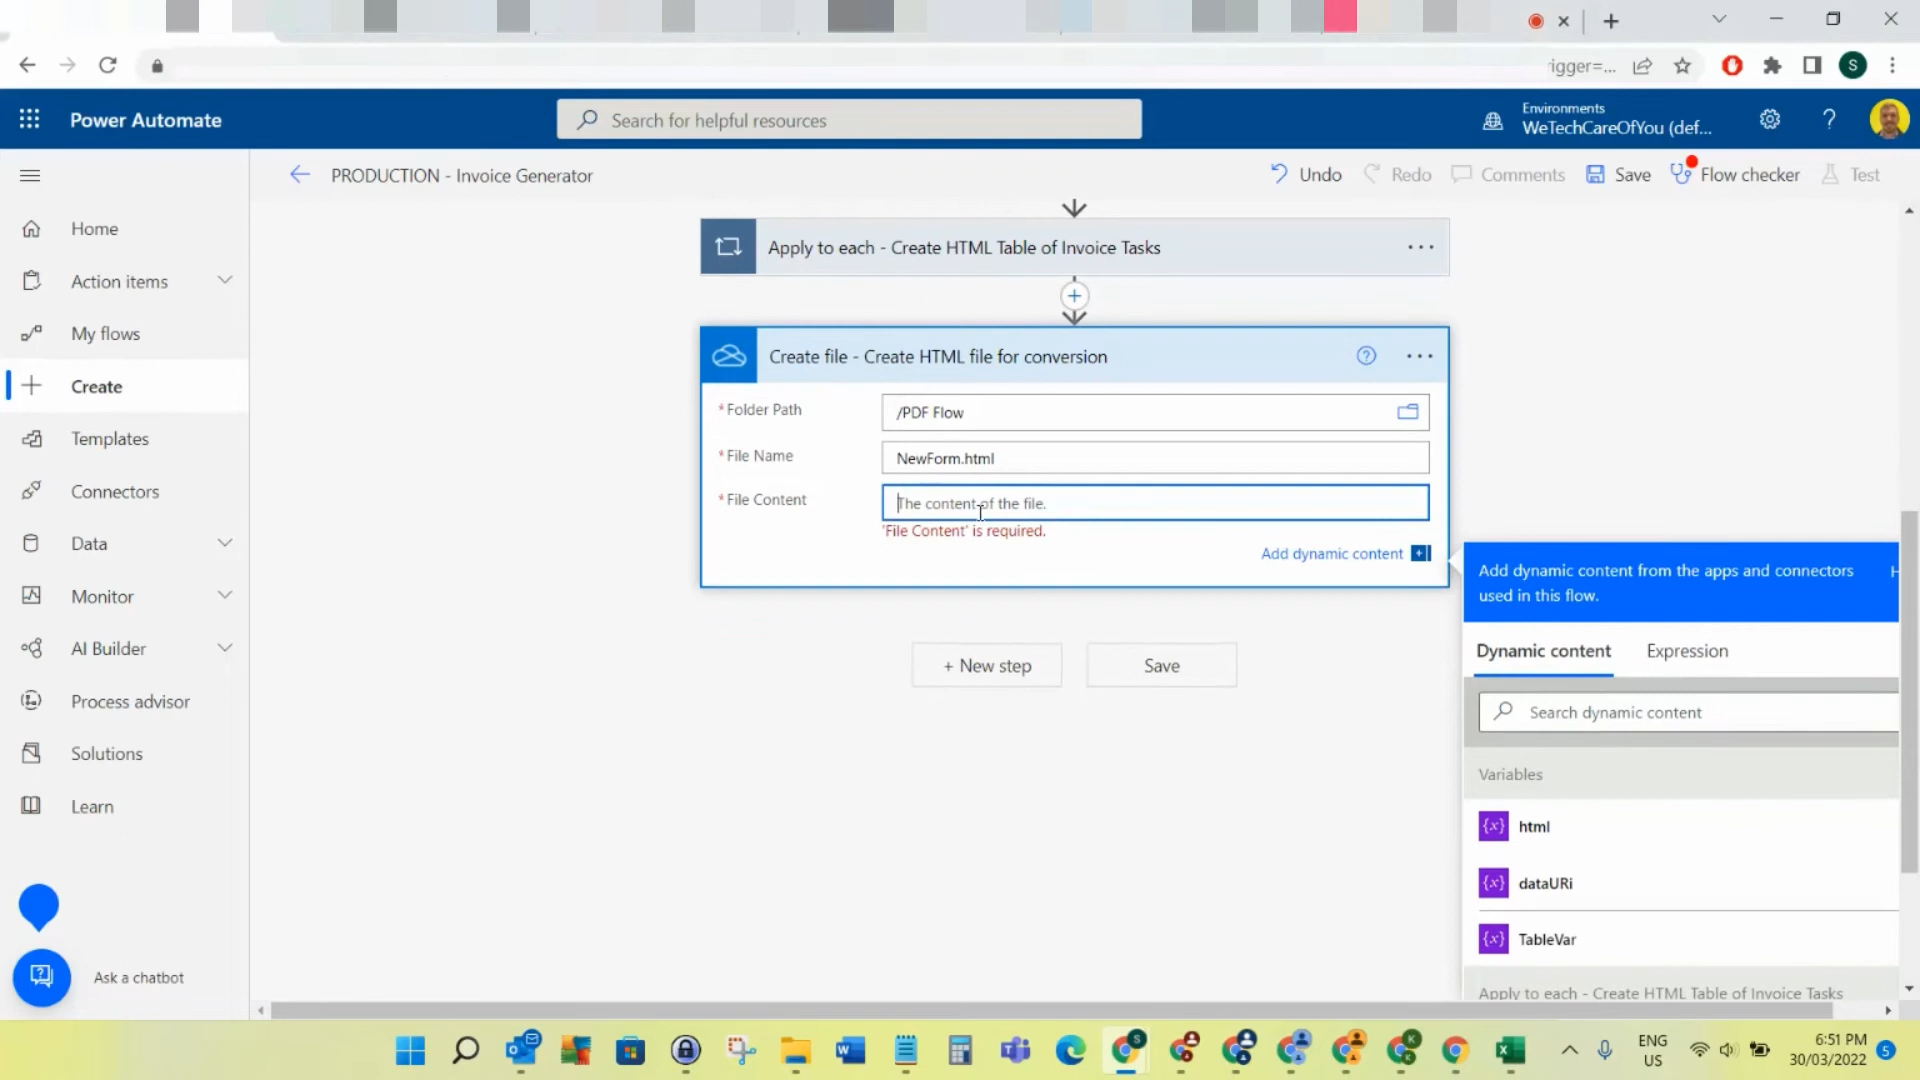 rigger=...
S
Power Automate
Search for helpful resources
Environments
WeTechCareOfYou (def...
?
PRODUCTION - Invoice Generator
Undo
Redo
Comments
Save
Flow checker
Test
Home
Action items
My flows
Create
Templates
Connectors
Data
Monitor
AI Builder
Process advisor
Solutions
Learn
Ask a chatbot
Apply to each - Create HTML Table of Invoice Tasks
Create file - Create HTML file for conversion
*Folder Path
/PDF Flow
*File Name
NewForm.html
*File Content
The content of the file.
'File Content' is required.
Add dynamic content
+ New step
Save
Add dynamic content from the apps and connectors
used in this flow.
H
Dynamic content
Expression
Search dynamic content
Variables
{x} html
{x} dataURi
{x} TableVar
Apply to each - Create HTML Table of Invoice Tasks
ENG
US
6:51 PM
30/03/2022
5